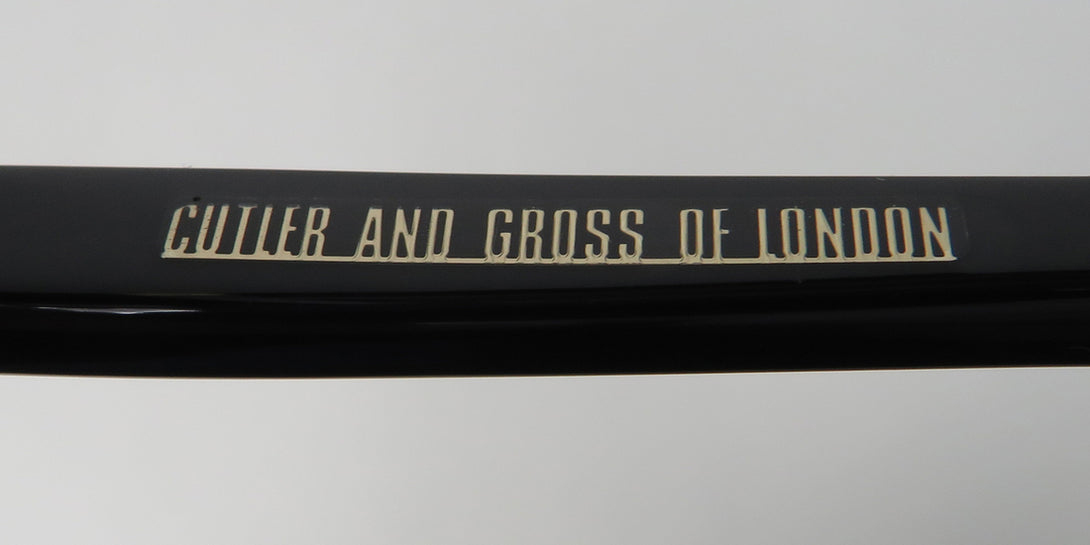 CUTLER AND GROSS OF LONDON